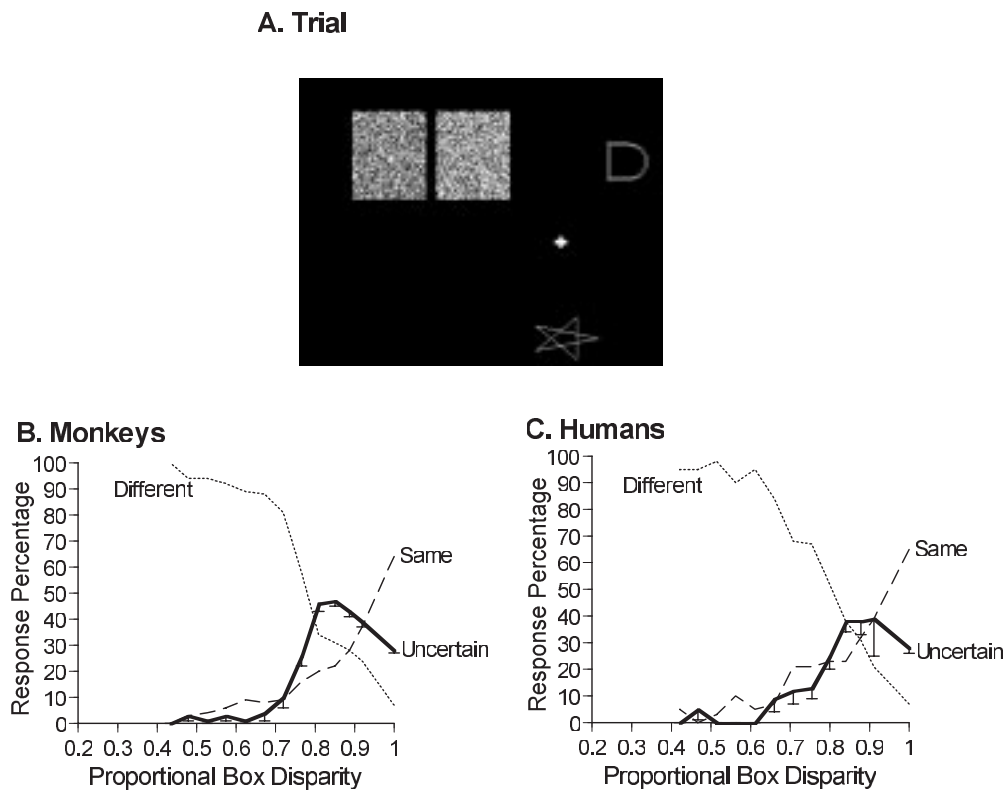 A. Trial
D
B. Monkeys
100
90
80
70
60
50
40
30
20
10
0
Response Percentage
Different
Same
Uncertain
0.2 0.3 0.4 0.5 0.6 0.7 0.8 0.9 1
Proportional Box Disparity
C. Humans
100
90
80
70
60
50
40
30
20
10
0
Response Percentage
Different
Same
Uncertain
0.2 0.3 0.4 0.5 0.6 0.7 0.8 0.9 1
Proportional Box Disparity